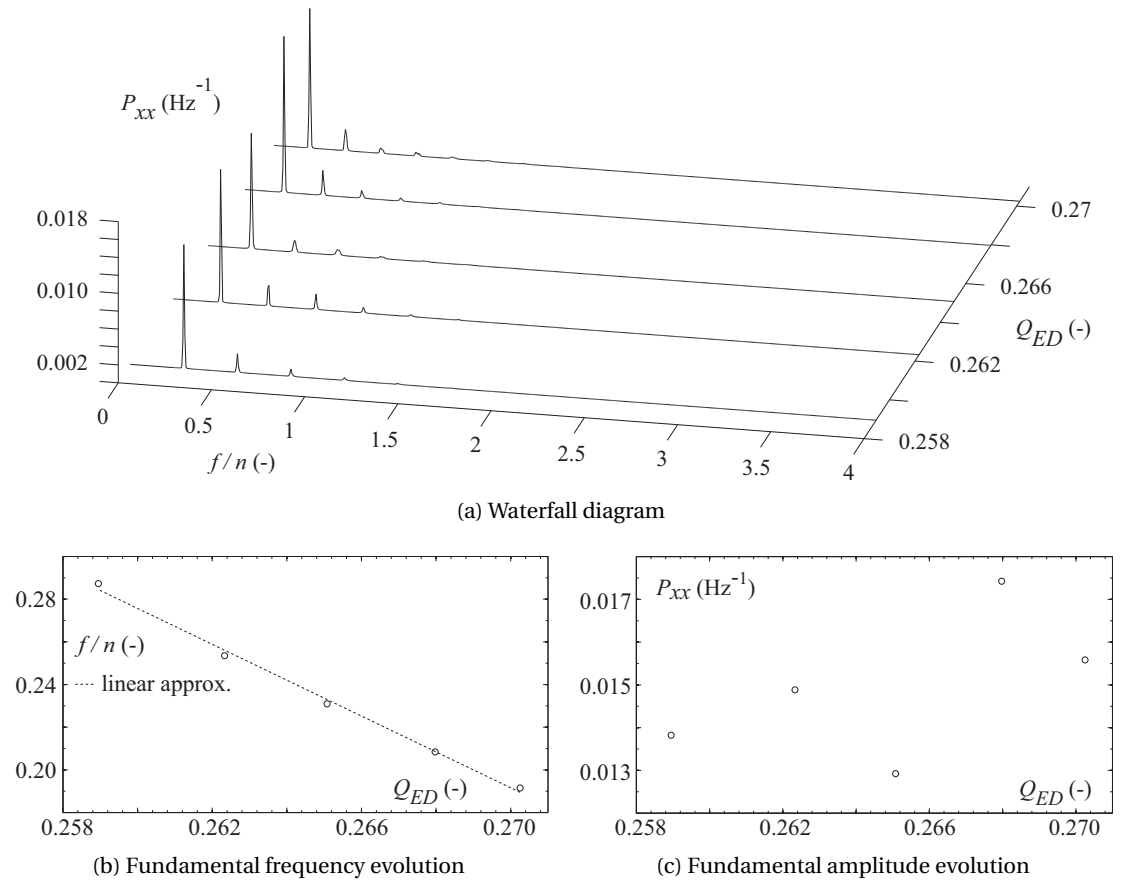 P_xx (Hz^-1)
0.018
0.010
0.002
0
0.5
1
1.5
2
2.5
3
3.5
4
f / n (-)
0.27
0.266
0.262
0.258
Q_ED (-)
(a) Waterfall diagram
0.28
0.24
0.20
f / n (-)
linear approx.
Q_ED (-)
0.258
0.262
0.266
0.270
(b) Fundamental frequency evolution
P_xx (Hz^-1)
0.017
0.015
0.013
Q_ED (-)
0.258
0.262
0.266
0.270
(c) Fundamental amplitude evolution